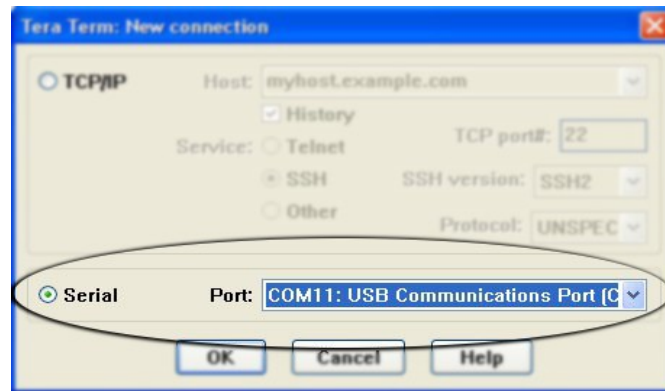 Tera Term: New connection
TCP/IP Host: myhost.example.com
History
Service: Telnet TCP port#: 22
SSH SSH version: SSH2
Other Protocol: UNSPEC
Serial Port: COM11: USB Communications Port (C
OK Cancel Help